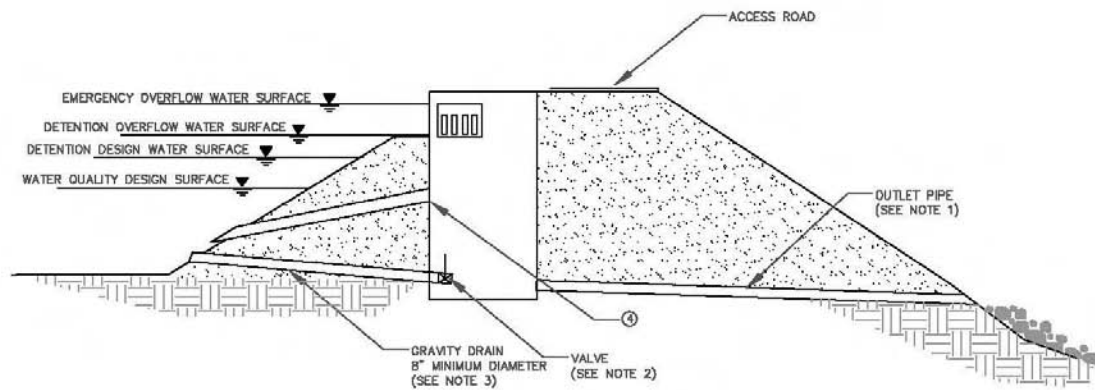 ACCESS ROAD
EMERGENCY OVERFLOW WATER SURFACE
DETENTION OVERFLOW WATER SURFACE
DETENTION DESIGN WATER SURFACE
WATER QUALITY DESIGN SURFACE
OUTLET PIPE
(SEE NOTE 1)
4
GRAVITY DRAIN
8" MINIMUM DIAMETER
(SEE NOTE 3)
VALVE
(SEE NOTE 2)